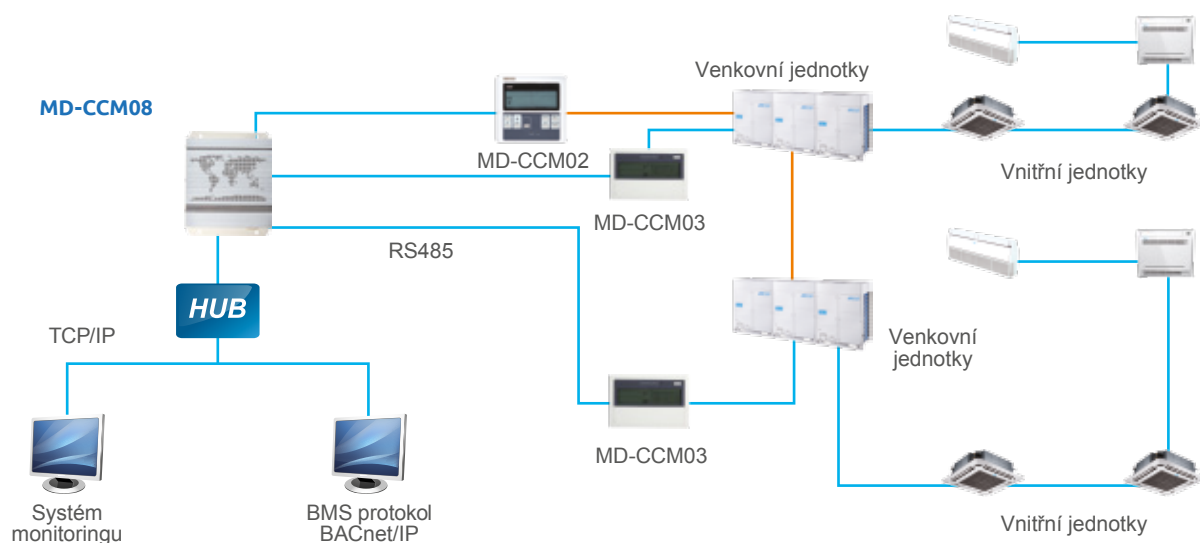 Venkovní jednotky
MD-CCM08
MD-CCM02
Vnitřní jednotky
MD-CCM03
RS485
HUB
TCP/IP
Venkovní
jednotky
MD-CCM03
Systém
monitoringu
BMS protokol
BACnet/IP
Vnitřní jednotky